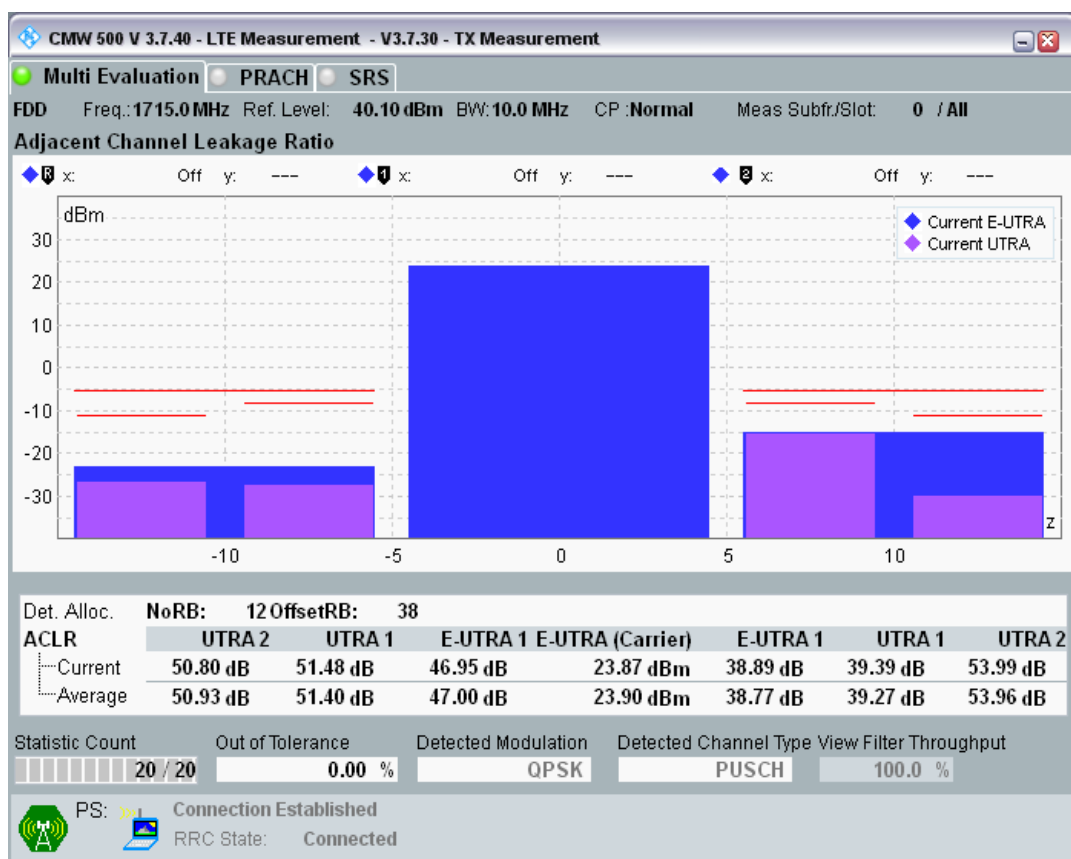 CMW 500 V 3.7.40 - LTE Measurement - V3.7.30 - TX Measurement
Multi Evaluation PRACH SRS
FDD Freq.: 1715.0 MHz Ref. Level: 40.10 dBm BW: 10.0 MHz CP : Normal Meas Subfr./Slot: 0 / All
Adjacent Channel Leakage Ratio
R x: Off y: --- 1 x: Off y: --- 2 x: Off y: ---
dBm
Current E-UTRA
Current UTRA
30
20
10
0
-10
-20
-30
z
-10 -5 0 5 10
Det. Alloc. NoRB: 12 OffsetRB: 38
ACLR UTRA 2 UTRA 1 E-UTRA 1 E-UTRA (Carrier) E-UTRA 1 UTRA 1 UTRA 2
Current 50.80 dB 51.48 dB 46.95 dB 23.87 dBm 38.89 dB 39.39 dB 53.99 dB
Average 50.93 dB 51.40 dB 47.00 dB 23.90 dBm 38.77 dB 39.27 dB 53.96 dB
Statistic Count Out of Tolerance Detected Modulation Detected Channel Type View Filter Throughput
20 / 20 0.00 % QPSK PUSCH 100.0 %
PS: Connection Established
RRC State: Connected